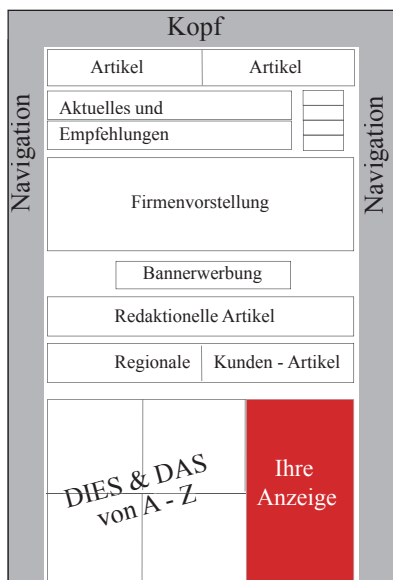 Kopf
Navigation
Navigation
Artikel Artikel
Aktuelles und
Empfehlungen
Firmenvorstellung
Bannerwerbung
Redaktionelle Artikel
Regionale Kunden - Artikel
DIES & DAS
von A - Z
Ihre
Anzeige